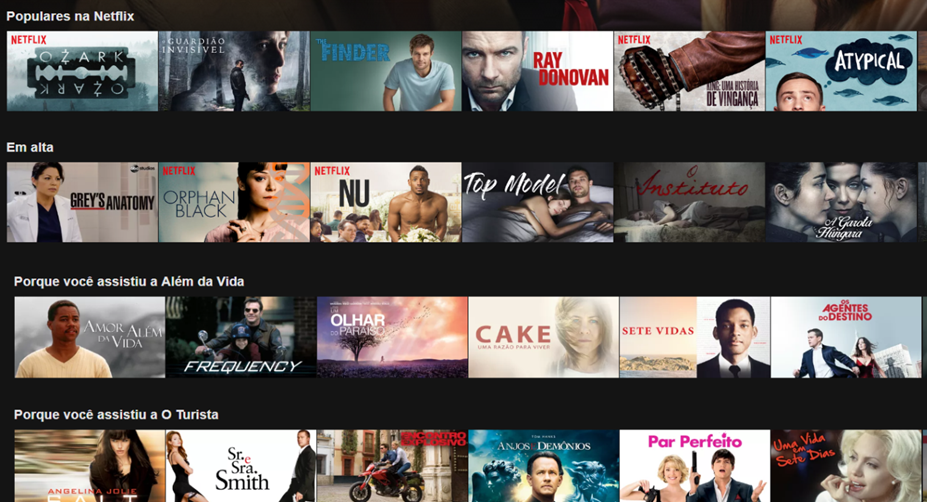 Populares na Netflix
NETFLIX
OZARK
OZARK
O GUARDIÃO
INVISÍVEL
THE
FINDER
RAY
DONOVAN
NETFLIX
UMA HISTÓRIA
DE VINGANÇA
NETFLIX
ATYPICAL
Em alta
GREY'S ANATOMY
NETFLIX
ORPHAN
BLACK
NETFLIX
NU
Top Model
O
Instituto
A Garota
Húngara
Porque você assistiu a Além da Vida
AMOR ALÉM
DA VIDA
FREQUENCY
UM
OLHAR
DO PARAÍSO
CAKE
UMA RAZÃO PARA VIVER
SETE VIDAS
OS
AGENTES
DO DESTINO
Porque você assistiu a O Turista
ANGELINA JOLIE
SALT
Sr. e
Sra.
Smith
ENCONTRO
EXPLOSIVO
TOM HANKS
ANJOS E DEMÔNIOS
Par Perfeito
Uma Vida
em
Sete Dias